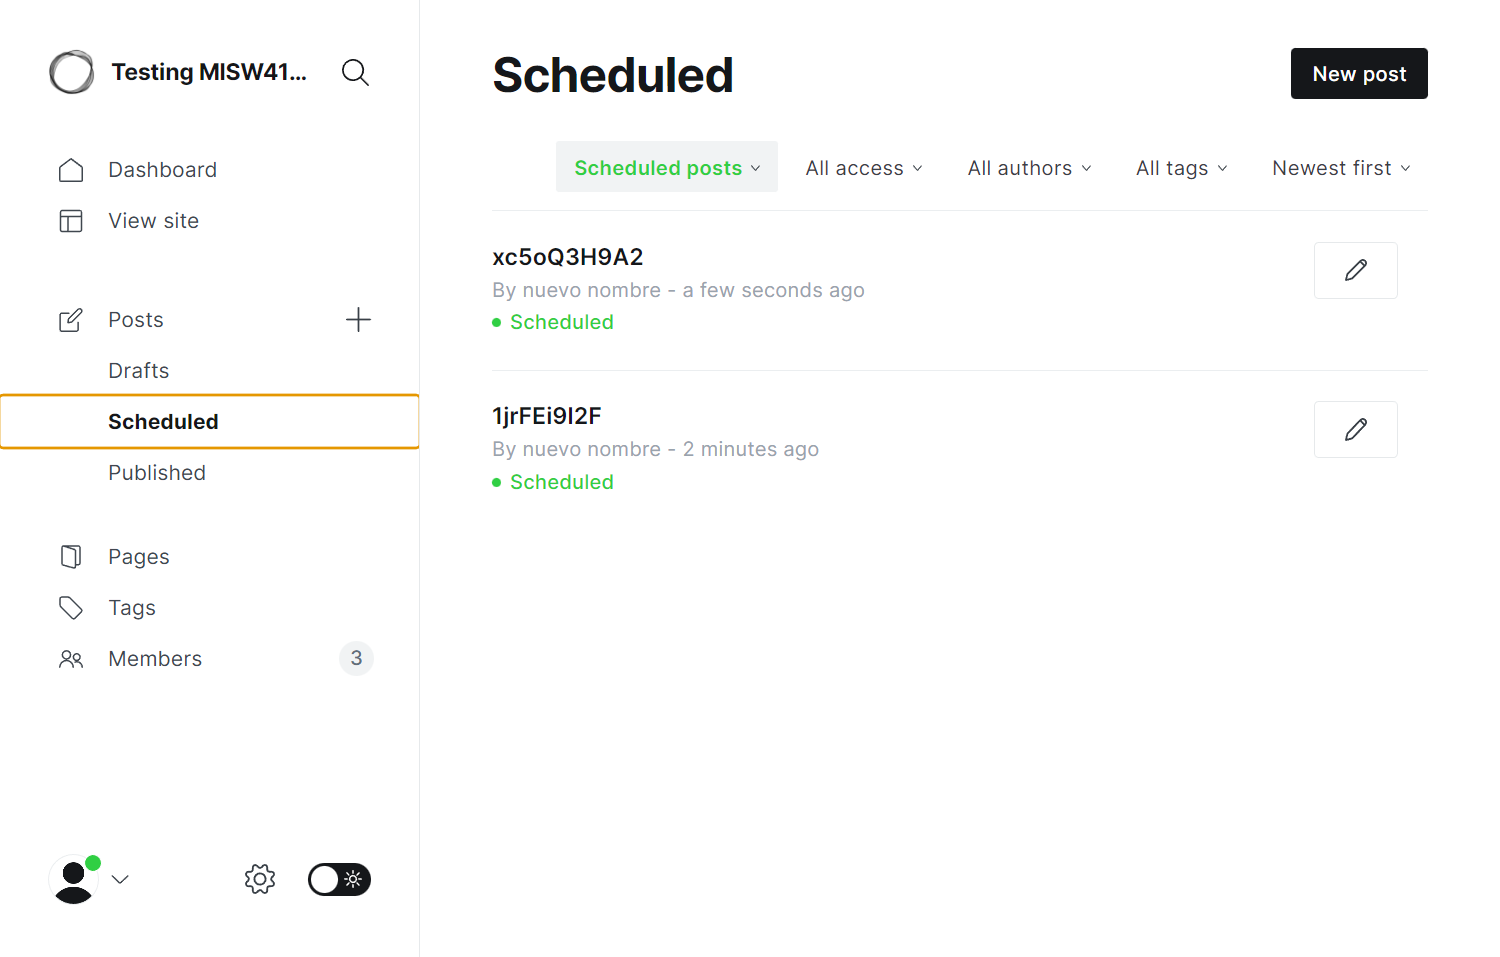 Testing MISW41...
Dashboard
View site
Posts
Drafts
Scheduled
Published
Pages
Tags
Members 3
Scheduled
New post
Scheduled posts All access All authors All tags Newest first
xc5oQ3H9A2
By nuevo nombre - a few seconds ago
Scheduled
1jrFEi9I2F
By nuevo nombre - 2 minutes ago
Scheduled